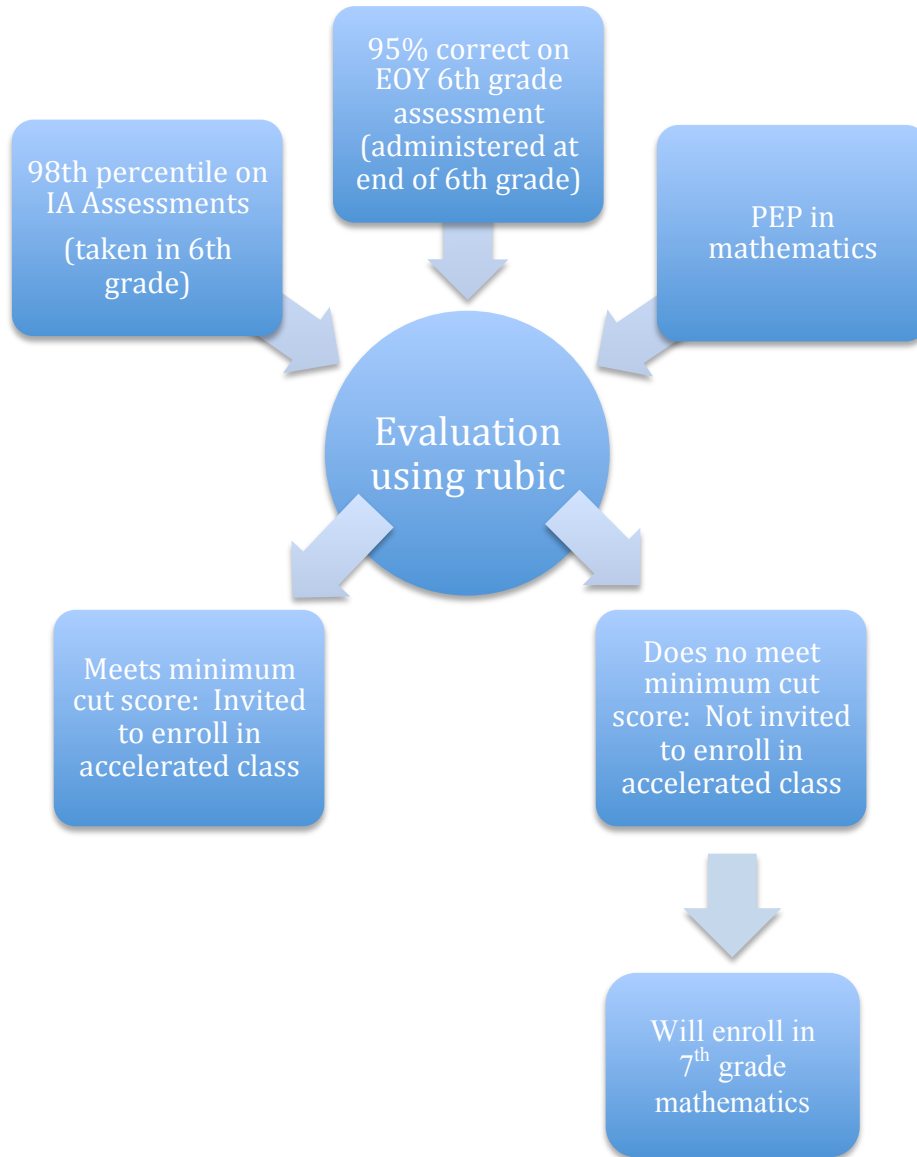 95% correct on
EOY 6th grade
assessment
(administered at
end of 6th grade)
98th percentile on
IA Assessments
(taken in 6th
grade)
PEP in
mathematics
Evaluation
using rubic
Meets minimum
cut score:  Invited
to enroll in
accelerated class
Does no meet
minimum cut
score:  Not invited
to enroll in
accelerated class
Will enroll in
7th grade
mathematics